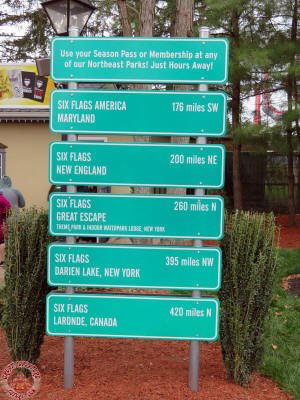 Use your Season Pass or Membership at any
of our Northeast Parks! Just Hours Away!
SIX FLAGS AMERICA 176 miles SW
MARYLAND
SIX FLAGS 200 miles NE
NEW ENGLAND
SIX FLAGS 260 miles N
GREAT ESCAPE
THEME PARK & INDOOR WATERPARK LODGE, NEW YORK
SIX FLAGS 395 miles NW
DARIEN LAKE, NEW YORK
SIX FLAGS 420 miles N
LARONDE, CANADA